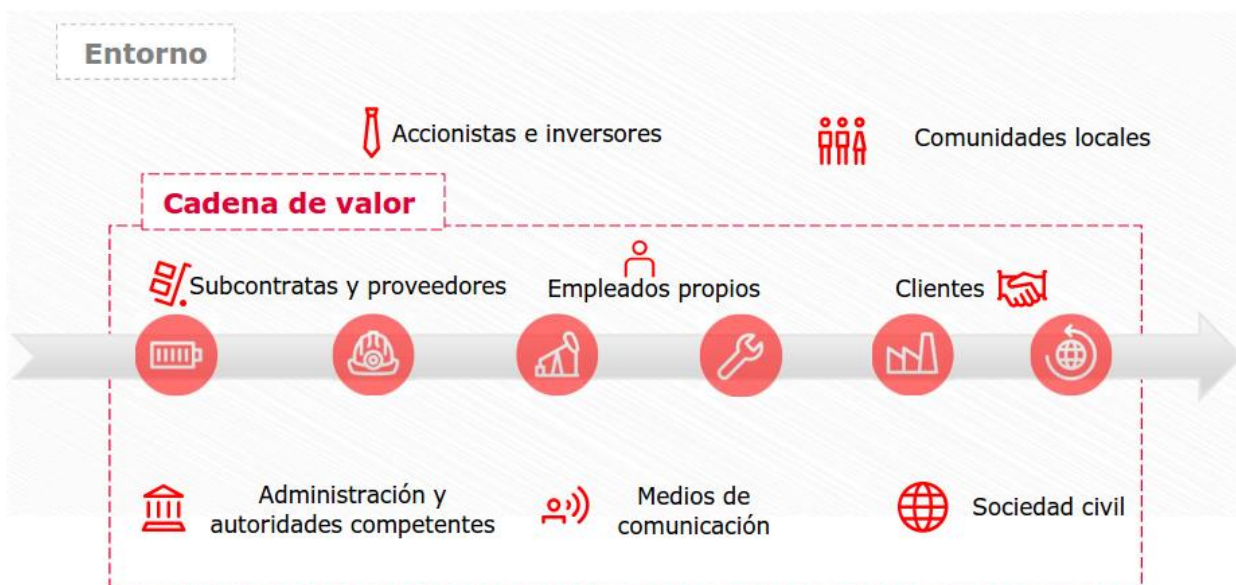 Entorno
Accionistas e inversores
Comunidades locales
Cadena de valor
Subcontratas y proveedores
Empleados propios
Clientes
Administración y
autoridades competentes
Medios de
comunicación
Sociedad civil